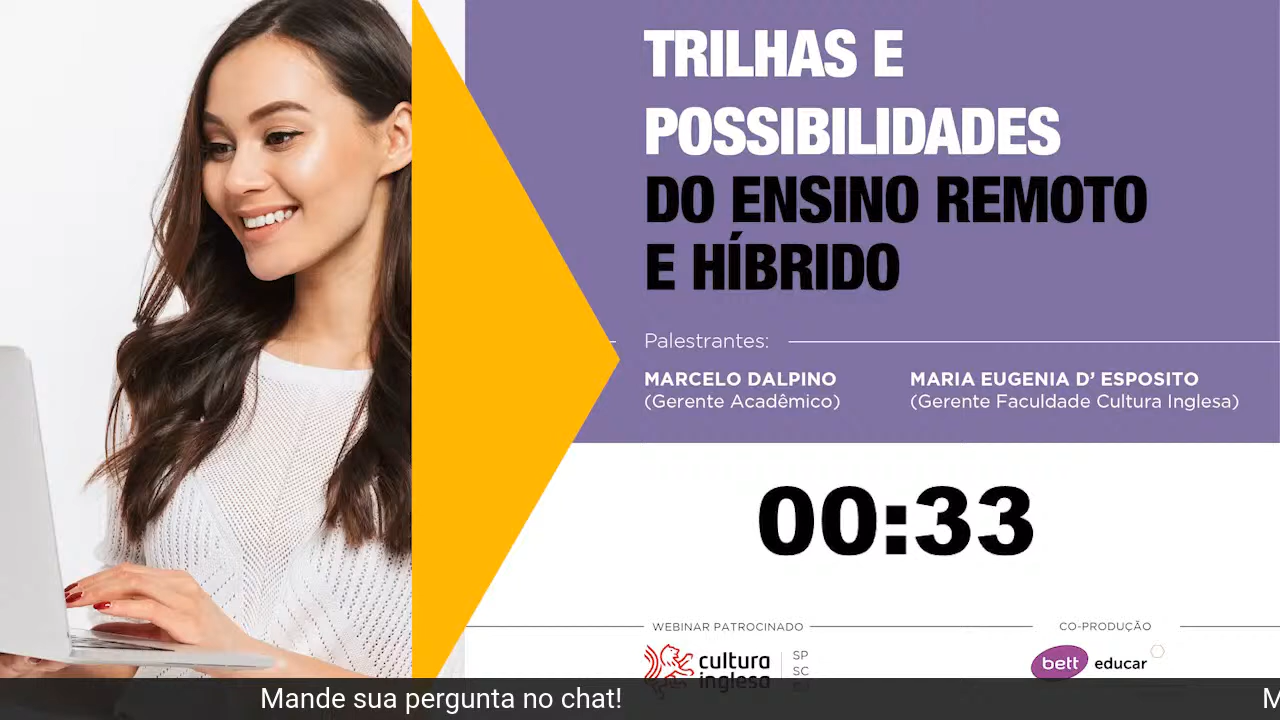 TRILHAS E
POSSIBILIDADES
DO ENSINO REMOTO
E HÍBRIDO
Palestrantes:
MARCELO DALPINO
(Gerente Acadêmico)
MARIA EUGENIA D’ ESPOSITO
(Gerente Faculdade Cultura Inglesa)
00:33
WEBINAR PATROCINADO
cultura
inglesa
SP
SC
CO-PRODUÇÃO
bett educar
Mande sua pergunta no chat!
M